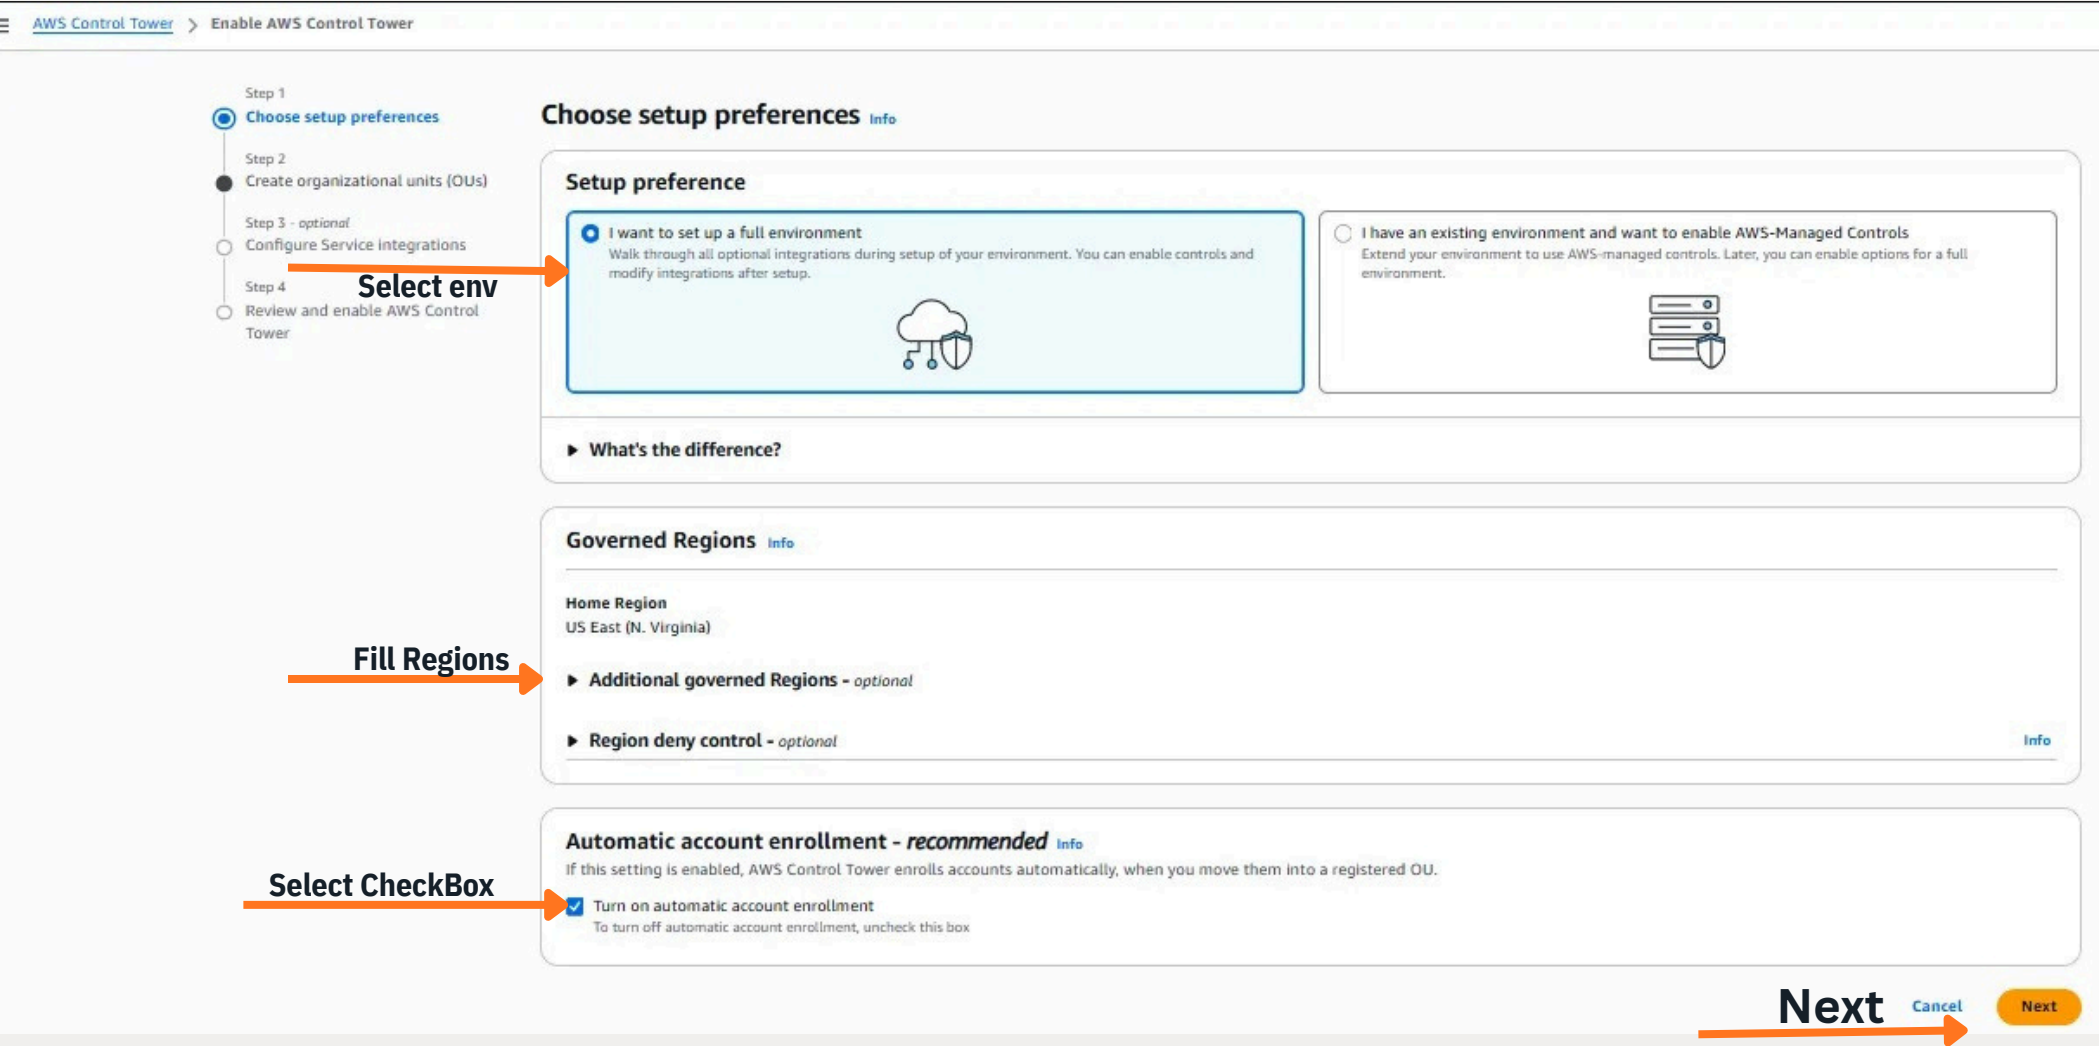 AWS Control Tower > Enable AWS Control Tower
Step 1
Choose setup preferences
Step 2
Create organizational units (OUs)
Step 3 - optional
Configure Service integrations
Step 4
Review and enable AWS Control
Tower
Choose setup preferences Info
Setup preference
I want to set up a full environment
Walk through all optional integrations during setup of your environment. You can enable controls and
modify integrations after setup.
I have an existing environment and want to enable AWS-Managed Controls
Extend your environment to use AWS-managed controls. Later, you can enable options for a full
environment.
Select env
What's the difference?
Governed Regions Info
Home Region
US East (N. Virginia)
Fill Regions
Additional governed Regions - optional
Region deny control - optional
Info
Automatic account enrollment - recommended Info
If this setting is enabled, AWS Control Tower enrolls accounts automatically, when you move them into a registered OU.
Select CheckBox
Turn on automatic account enrollment
To turn off automatic account enrollment, uncheck this box
Next
Cancel
Next